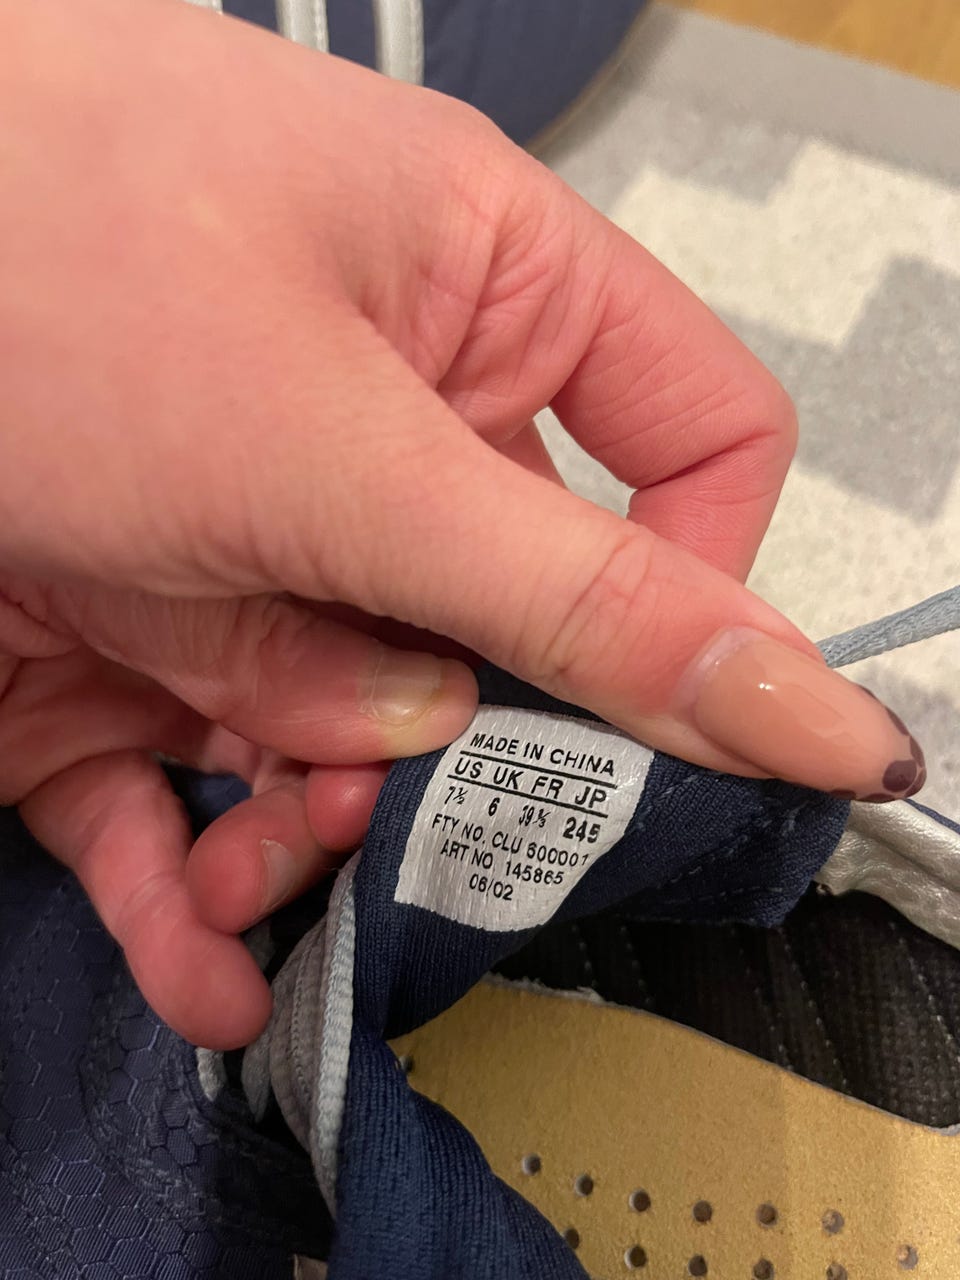 MADE IN CHINA
US UK FR JP
7½ 6 39⅓ 245
FTY NO. CLU 600001
ART NO 145865
06/02